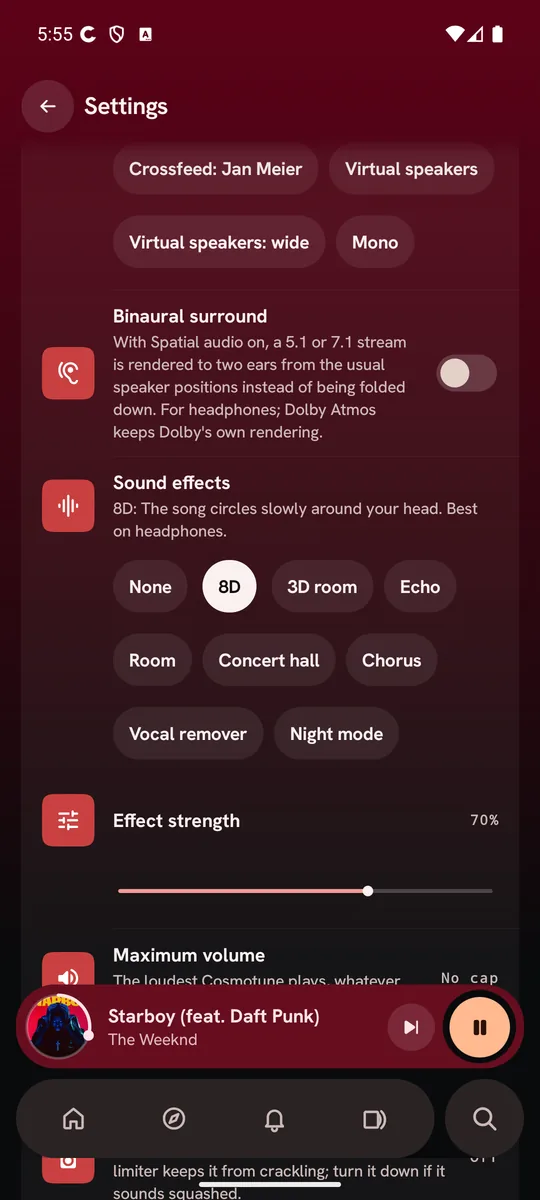 5:55
Settings
Crossfeed: Jan Meier
Virtual speakers
Virtual speakers: wide
Mono
Binaural surround
With Spatial audio on, a 5.1 or 7.1 stream
is rendered to two ears from the usual
speaker positions instead of being folded
down. For headphones; Dolby Atmos
keeps Dolby's own rendering.
Sound effects
8D: The song circles slowly around your head. Best
on headphones.
None
8D
3D room
Echo
Room
Concert hall
Chorus
Vocal remover
Night mode
Effect strength
70%
Maximum volume
The loudest Cosmotune plays, whatever
No cap
Starboy (feat. Daft Punk)
The Weeknd
limiter keeps it from crackling; turn it down if it
sounds squashed.